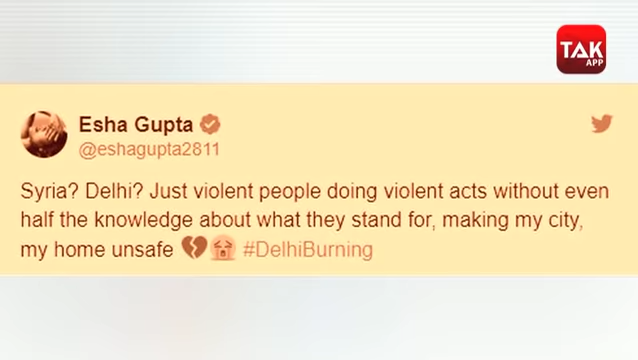 TAK
APP
Esha Gupta
@eshagupta2811
Syria? Delhi? Just violent people doing violent acts without even
half the knowledge about what they stand for, making my city,
my home unsafe 💔😭 #DelhiBurning